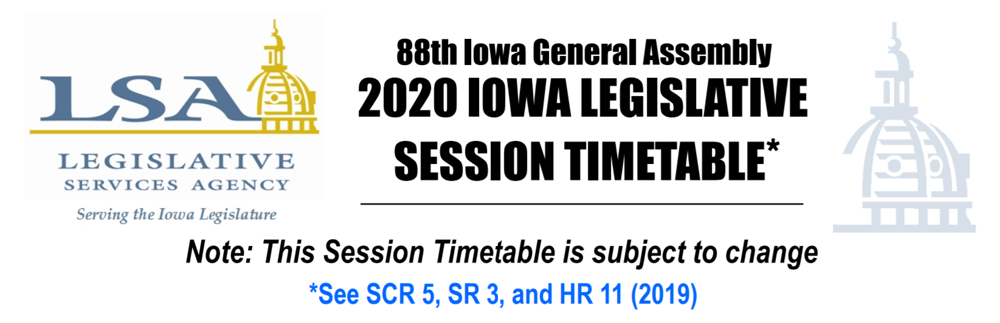 LSA
LEGISLATIVE
SERVICES AGENCY
Serving the Iowa Legislature
88th Iowa General Assembly
2020 IOWA LEGISLATIVE
SESSION TIMETABLE*
Note: This Session Timetable is subject to change
*See SCR 5, SR 3, and HR 11 (2019)